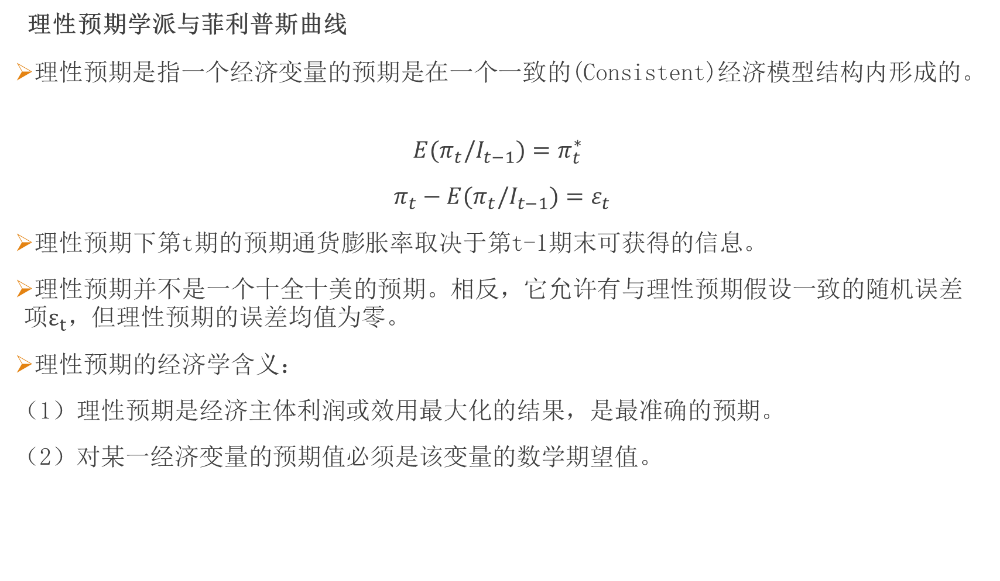 理性预期学派与菲利普斯曲线
➢理性预期是指一个经济变量的预期是在一个一致的(Consistent)经济模型结构内形成的。
E(π_t/I_{t−1}) = π_t^*
π_t − E(π_t/I_{t−1}) = ε_t
➢理性预期下第t期的预期通货膨胀率取决于第t-1期末可获得的信息。
➢理性预期并不是一个十全十美的预期。相反，它允许有与理性预期假设一致的随机误差
项ε_t，但理性预期的误差均值为零。
➢理性预期的经济学含义：
（1）理性预期是经济主体利润或效用最大化的结果，是最准确的预期。
（2）对某一经济变量的预期值必须是该变量的数学期望值。